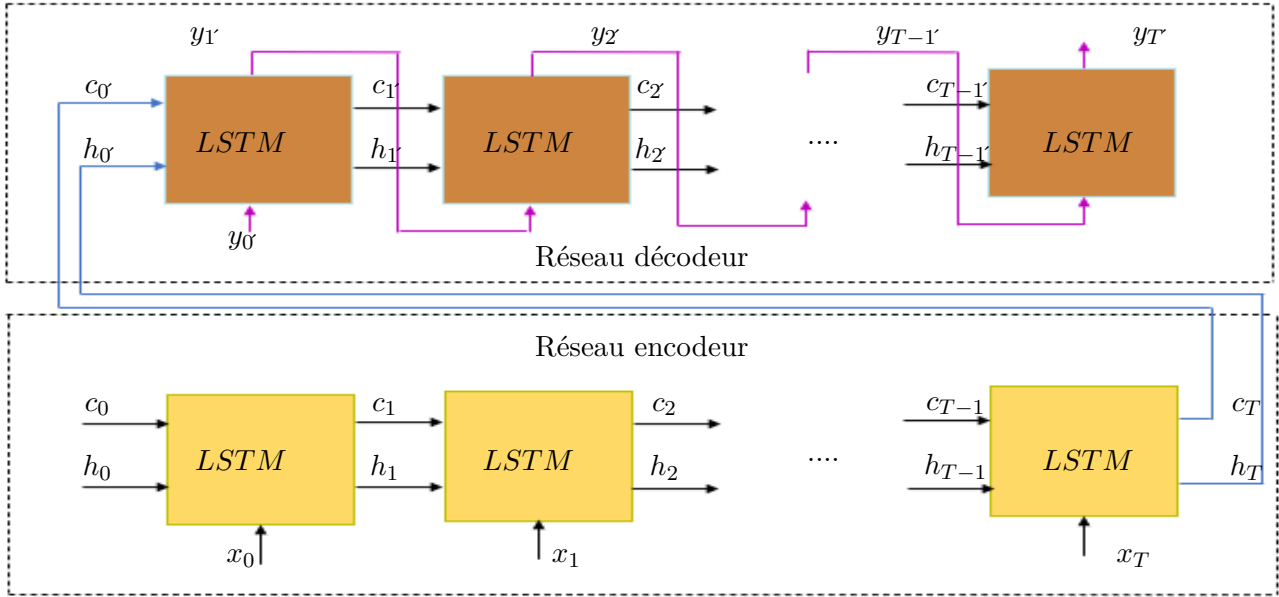 y1′ y2′ yT−1′ yT′
c0′ c1′ c2′ cT−1′
LSTM LSTM .... LSTM
h0′ h1′ h2′ hT−1′
y0′
Réseau décodeur
Réseau encodeur
c0 c1 c2 cT−1 cT
LSTM LSTM .... LSTM
h0 h1 h2 hT−1 hT
x0 x1 xT